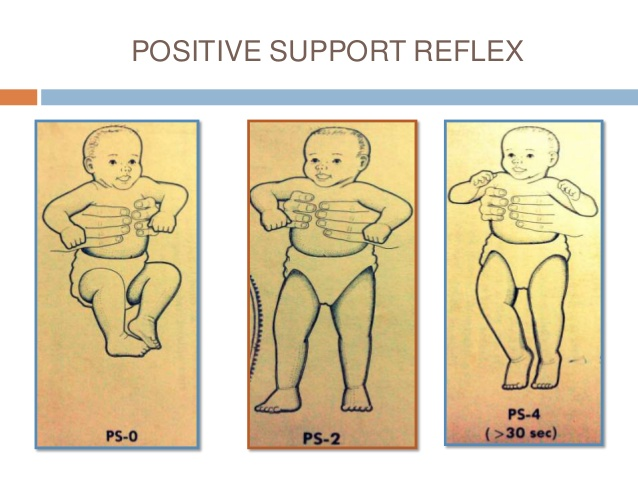 POSITIVE SUPPORT REFLEX
PS-0
PS-2
PS-4
(>30 sec)